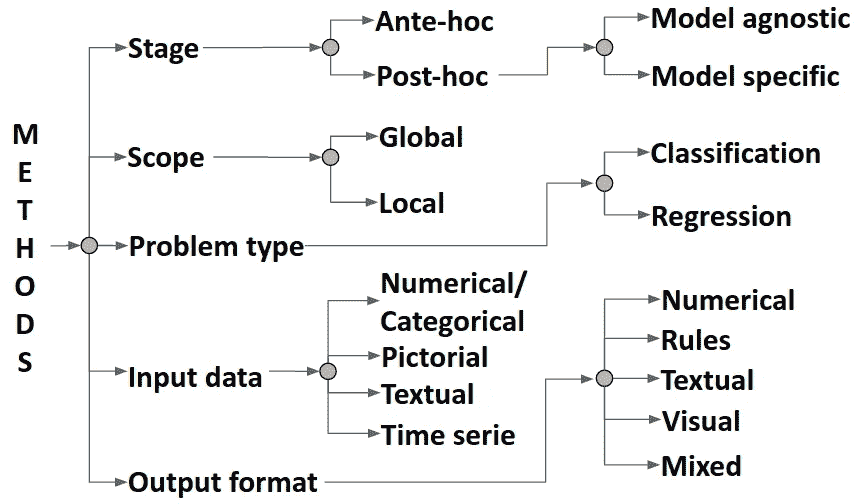 METHODS
Stage
Ante-hoc
Post-hoc
Model agnostic
Model specific
Scope
Global
Local
Problem type
Classification
Regression
Input data
Numerical/
Categorical
Pictorial
Textual
Time serie
Output format
Numerical
Rules
Textual
Visual
Mixed